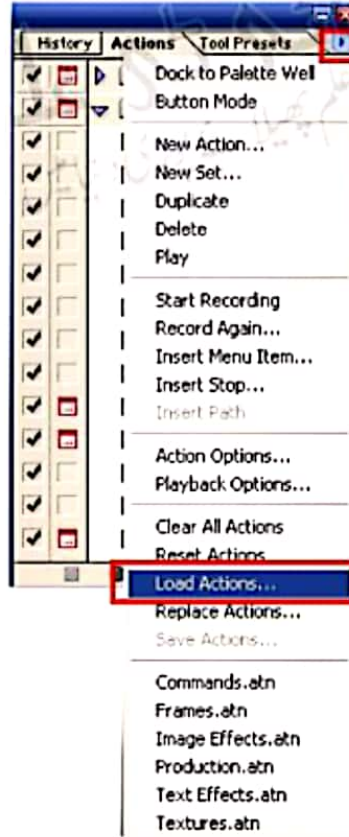 History Actions Tool Presets
Dock to Palette Well
Button Mode
New Action...
New Set...
Duplicate
Delete
Play
Start Recording
Record Again...
Insert Menu Item...
Insert Stop...
Insert Path
Action Options...
Playback Options...
Clear All Actions
Reset Actions
Load Actions...
Replace Actions...
Save Actions...
Commands.atn
Frames.atn
Image Effects.atn
Production.atn
Text Effects.atn
Textures.atn